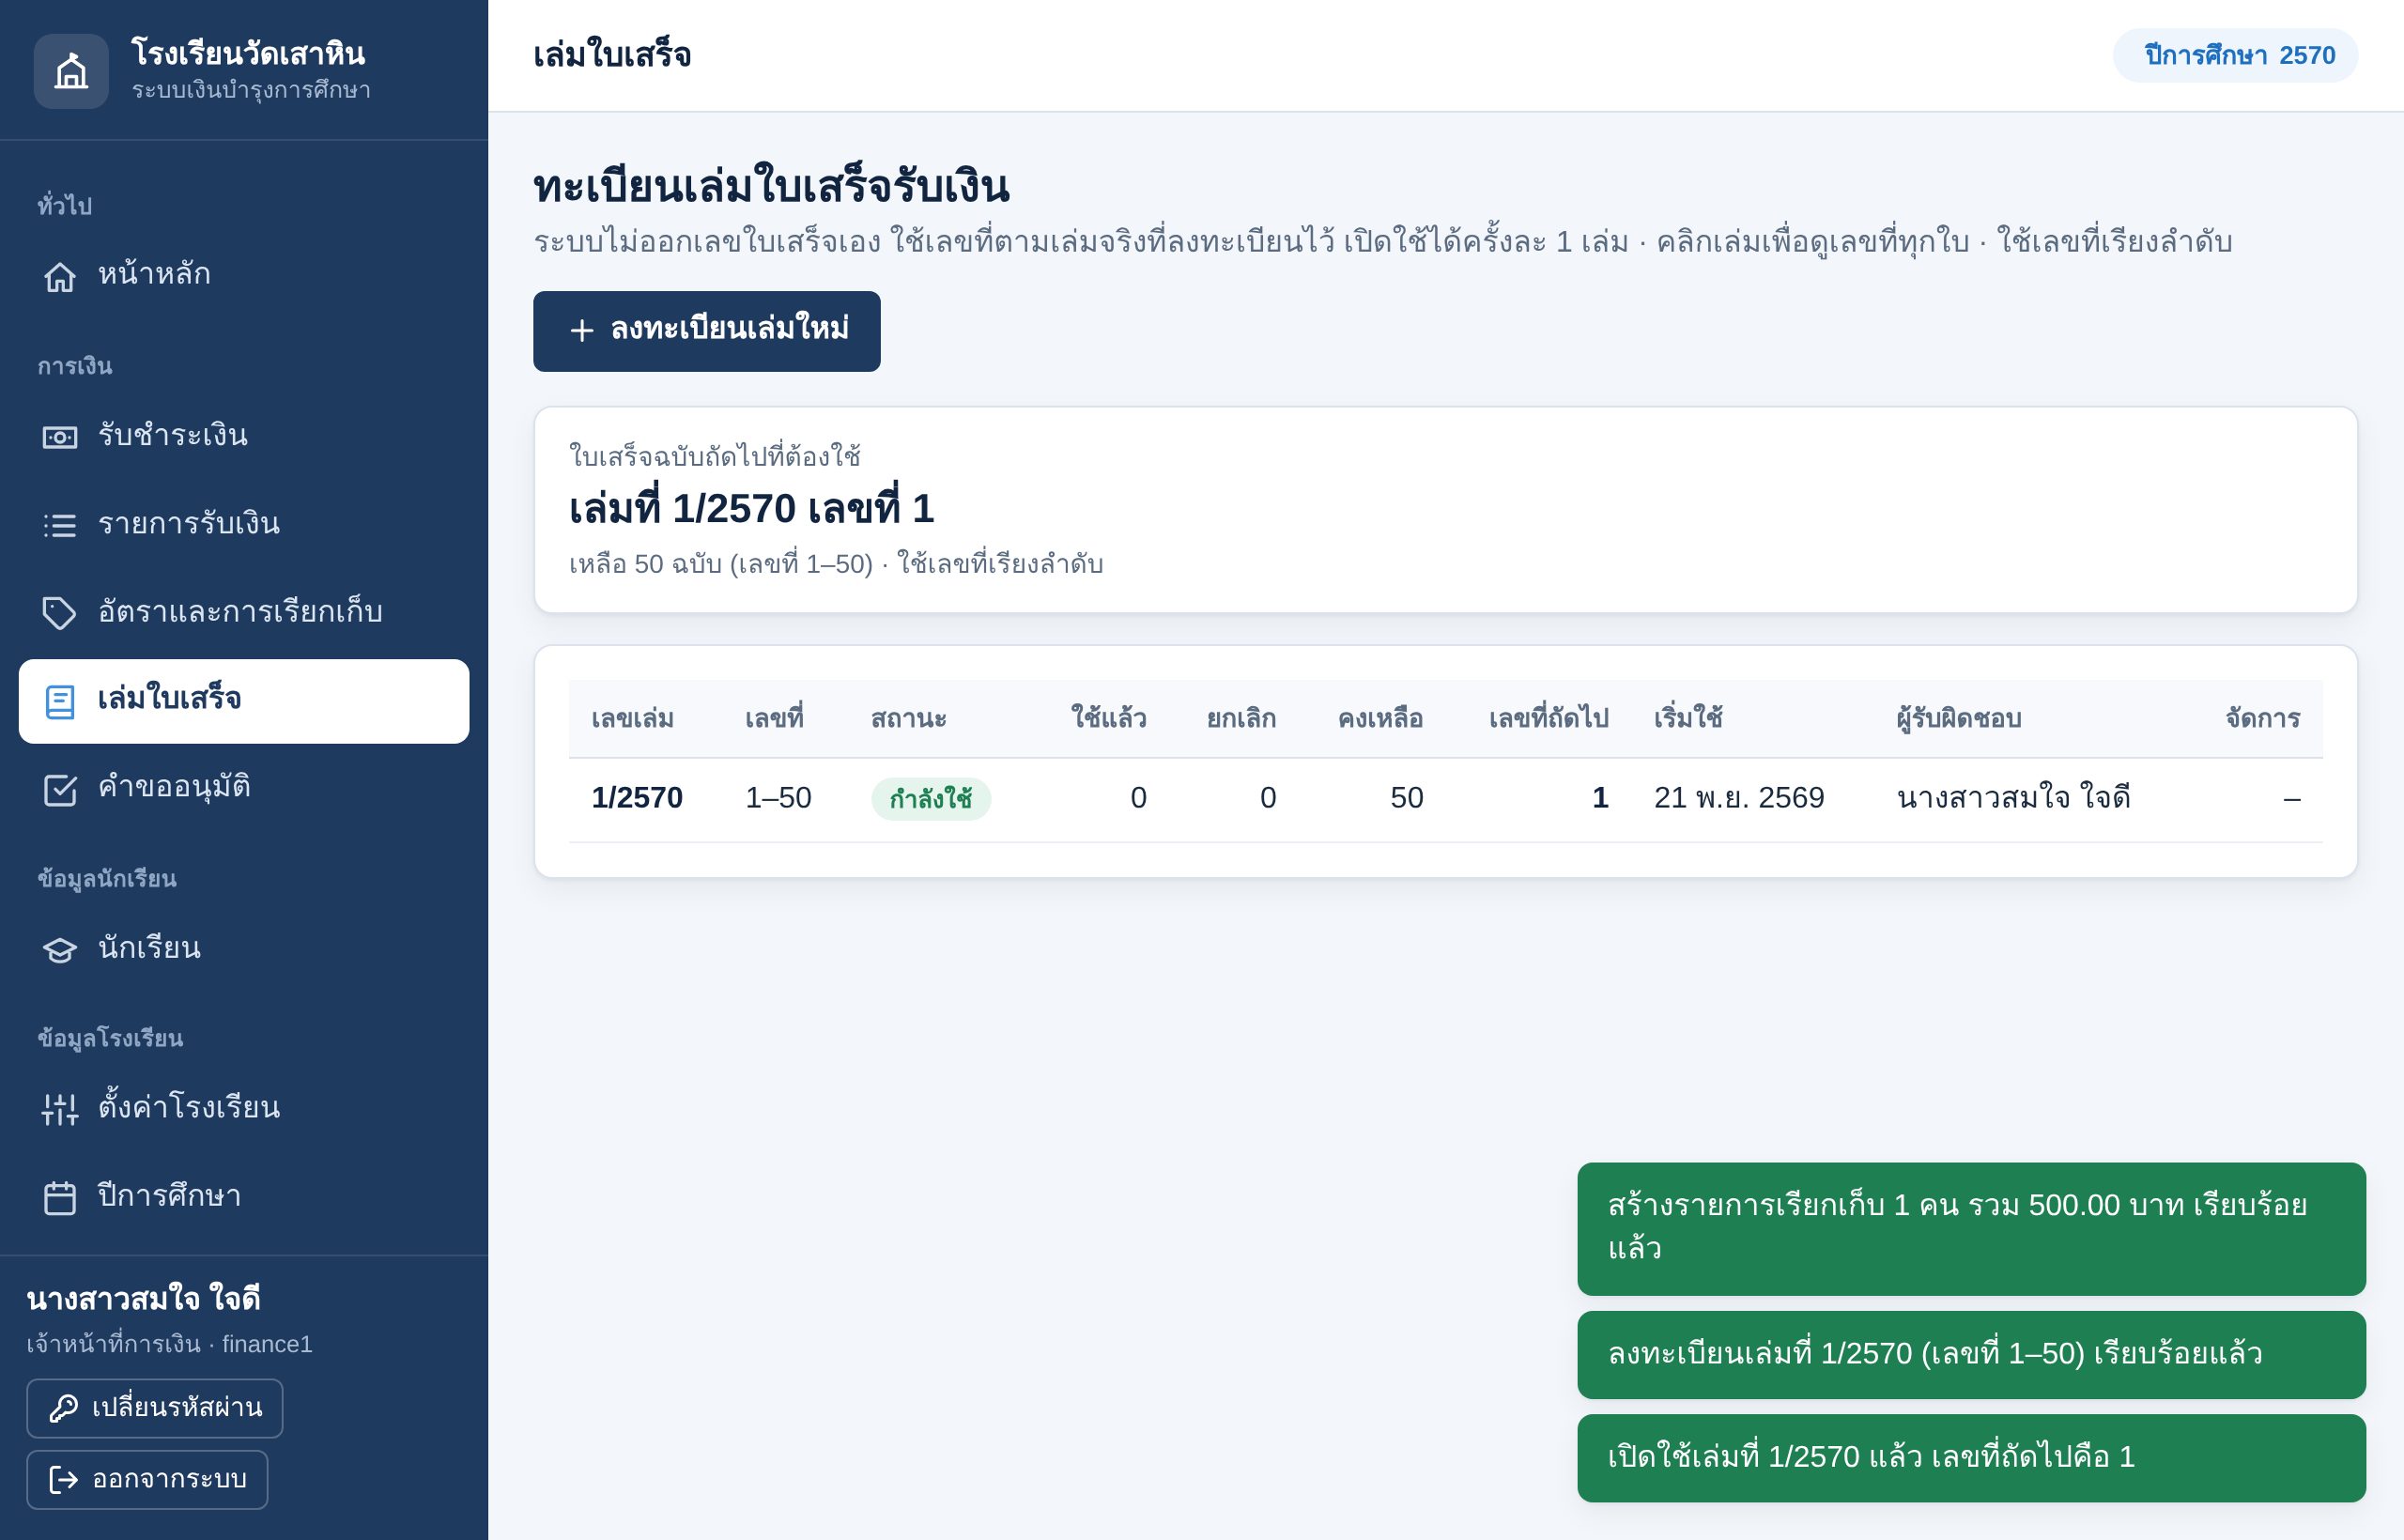 โรงเรียนวัดเสาหิน
ระบบเงินบำรุงการศึกษา
ทั่วไป
หน้าหลัก
การเงิน
รับชำระเงิน
รายการรับเงิน
อัตราและการเรียกเก็บ
เล่มใบเสร็จ
คำขออนุมัติ
ข้อมูลนักเรียน
นักเรียน
ข้อมูลโรงเรียน
ตั้งค่าโรงเรียน
ปีการศึกษา
นางสาวสมใจ ใจดี
เจ้าหน้าที่การเงิน · finance1
เปลี่ยนรหัสผ่าน
ออกจากระบบ
เล่มใบเสร็จ
ปีการศึกษา 2570
ทะเบียนเล่มใบเสร็จรับเงิน
ระบบไม่ออกเลขใบเสร็จเอง ใช้เลขที่ตามเล่มจริงที่ลงทะเบียนไว้ เปิดใช้ได้ครั้งละ 1 เล่ม · คลิกเล่มเพื่อดูเลขที่ทุกใบ · ใช้เลขที่เรียงลำดับ
ลงทะเบียนเล่มใหม่
ใบเสร็จฉบับถัดไปที่ต้องใช้
เล่มที่ 1/2570 เลขที่ 1
เหลือ 50 ฉบับ (เลขที่ 1–50) · ใช้เลขที่เรียงลำดับ
เลขเล่ม เลขที่ สถานะ ใช้แล้ว ยกเลิก คงเหลือ เลขที่ถัดไป เริ่มใช้ ผู้รับผิดชอบ จัดการ
1/2570 1–50 กำลังใช้ 0 0 50 1 21 พ.ย. 2569 นางสาวสมใจ ใจดี –
สร้างรายการเรียกเก็บ 1 คน รวม 500.00 บาท เรียบร้อย
แล้ว
ลงทะเบียนเล่มที่ 1/2570 (เลขที่ 1–50) เรียบร้อยแล้ว
เปิดใช้เล่มที่ 1/2570 แล้ว เลขที่ถัดไปคือ 1